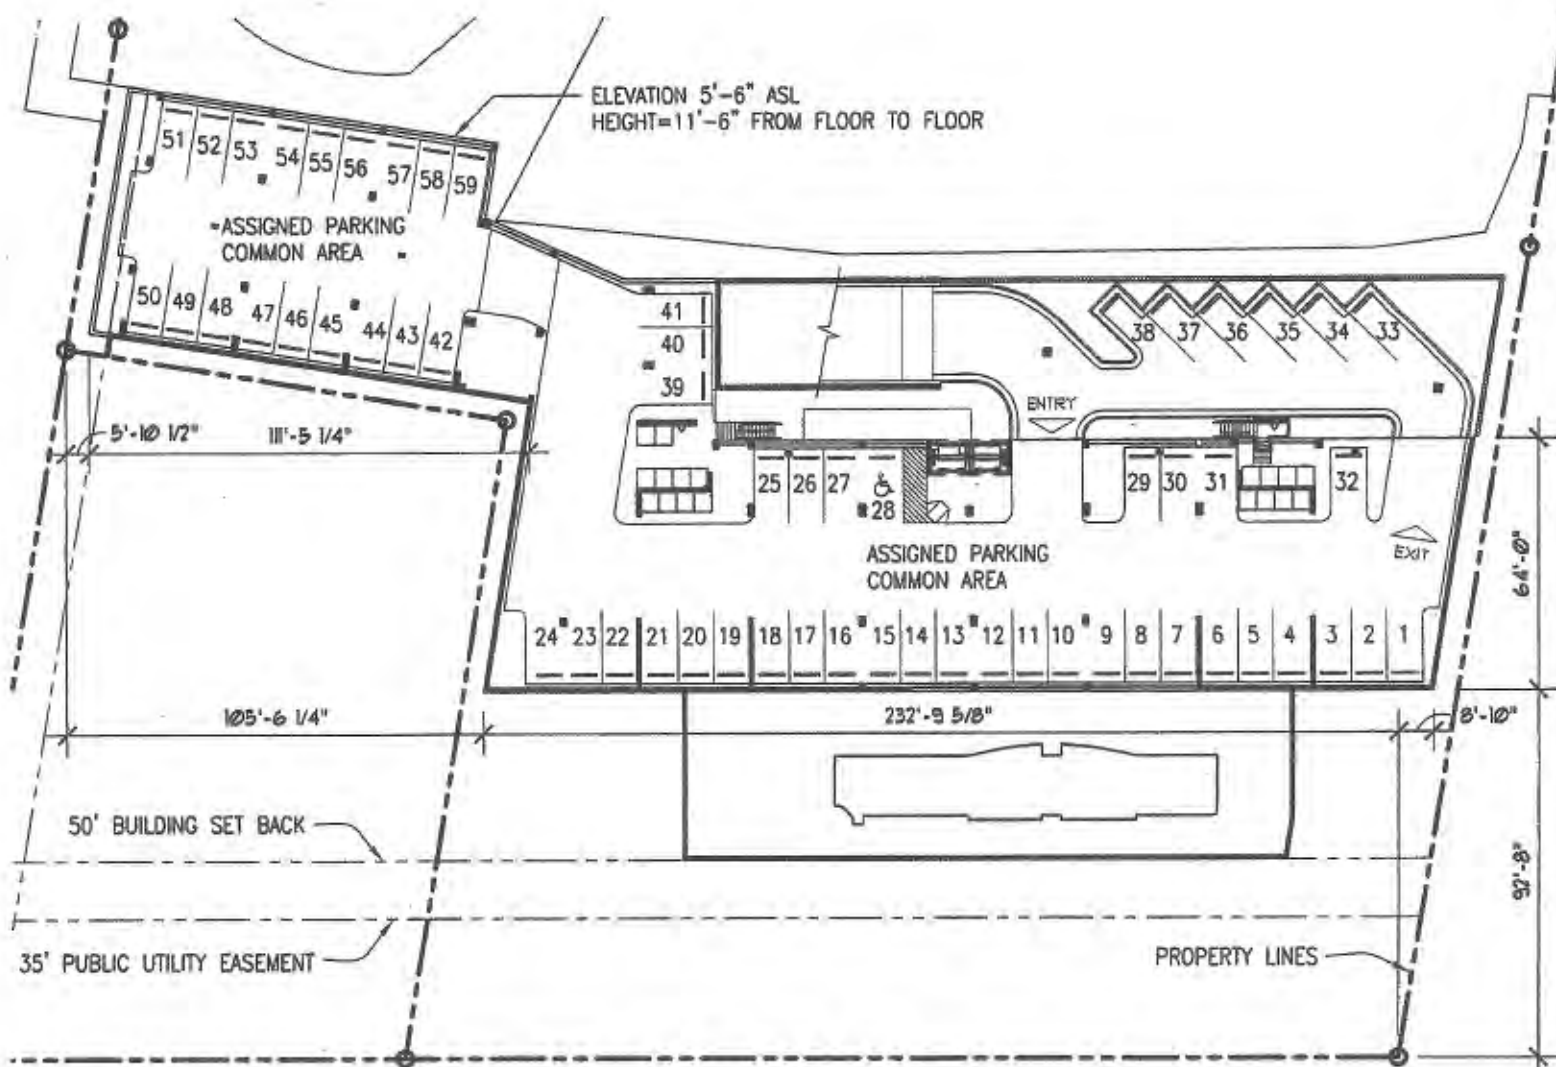 ELEVATION 5'-6" ASL
HEIGHT=11'-6" FROM FLOOR TO FLOOR
51 52 53 54 55 56 57 58 59
ASSIGNED PARKING
COMMON AREA
50 49 48 47 46 45 44 43 42
41
40
39
38 37 36 35 34 33
ENTRY
5'-10 1/2"
111'-5 1/4"
25 26 27 28 29 30 31 32
EXIT
ASSIGNED PARKING
COMMON AREA
64'-0"
24 23 22 21 20 19 18 17 16 15 14 13 12 11 10 9 8 7 6 5 4 3 2 1
105'-6 1/4"
232'-9 5/8"
8'-10"
50' BUILDING SET BACK
92'-8"
35' PUBLIC UTILITY EASEMENT
PROPERTY LINES